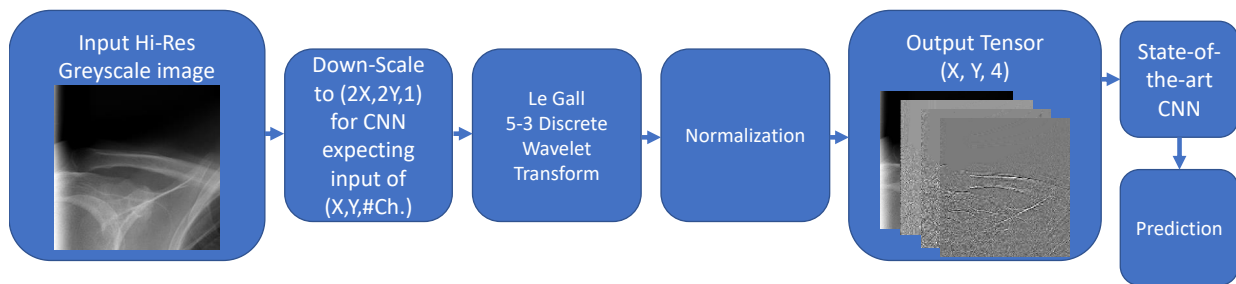 Input Hi-Res
Greyscale image
Down-Scale
to (2X,2Y,1)
for CNN
expecting
input of
(X,Y,#Ch.)
Le Gall
5-3 Discrete
Wavelet
Transform
Normalization
Output Tensor
(X, Y, 4)
State-of-
the-art
CNN
Prediction